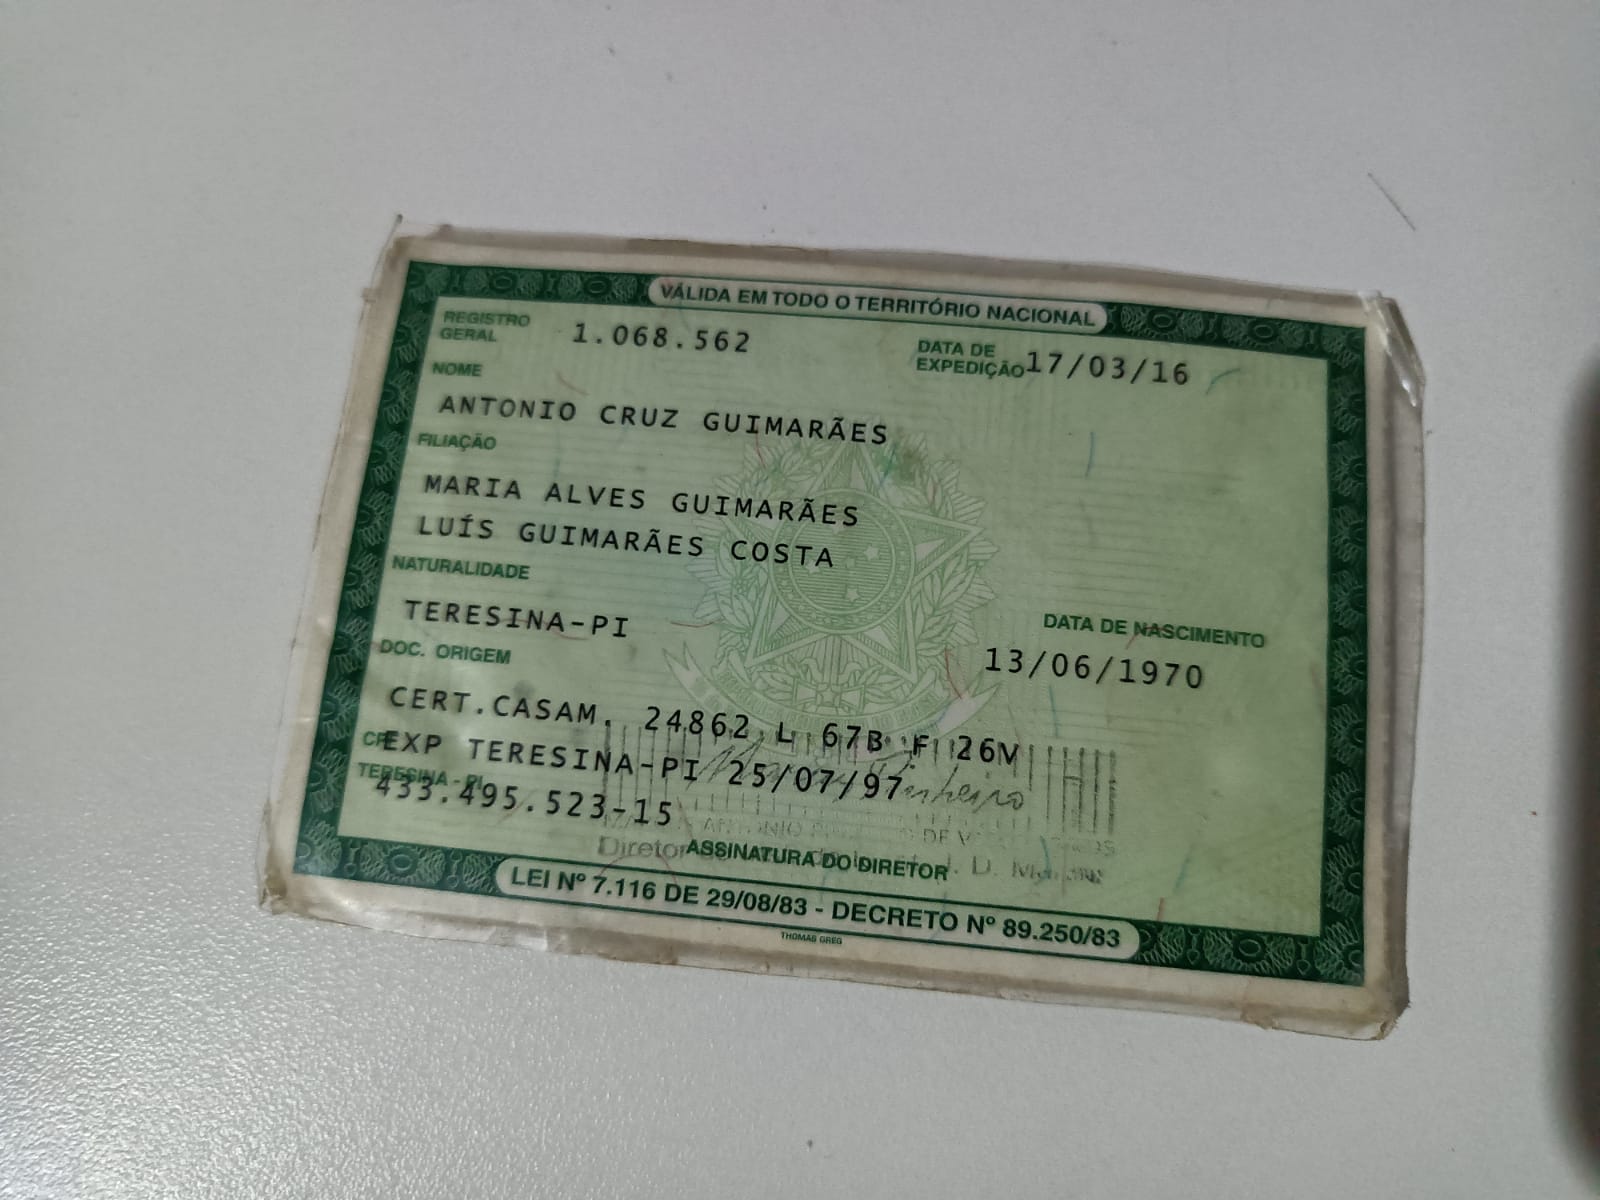 VÁLIDA EM TODO O TERRITÓRIO NACIONAL
REGISTRO GERAL 1.068.562 DATA DE EXPEDIÇÃO 17/03/16
NOME
ANTONIO CRUZ GUIMARÃES
FILIAÇÃO
MARIA ALVES GUIMARÃES
LUÍS GUIMARÃES COSTA
NATURALIDADE
TERESINA-PI
DATA DE NASCIMENTO
13/06/1970
DOC. ORIGEM
CERT.CASAM. 24862 L 67B F 26V
EXP TERESINA-PI 25/07/97
TERESINA - PI
433.495.523-15
ANTONIO
Diretor
ASSINATURA DO DIRETOR
LEI Nº 7.116 DE 29/08/83 - DECRETO Nº 89.250/83
THOMAS GREG